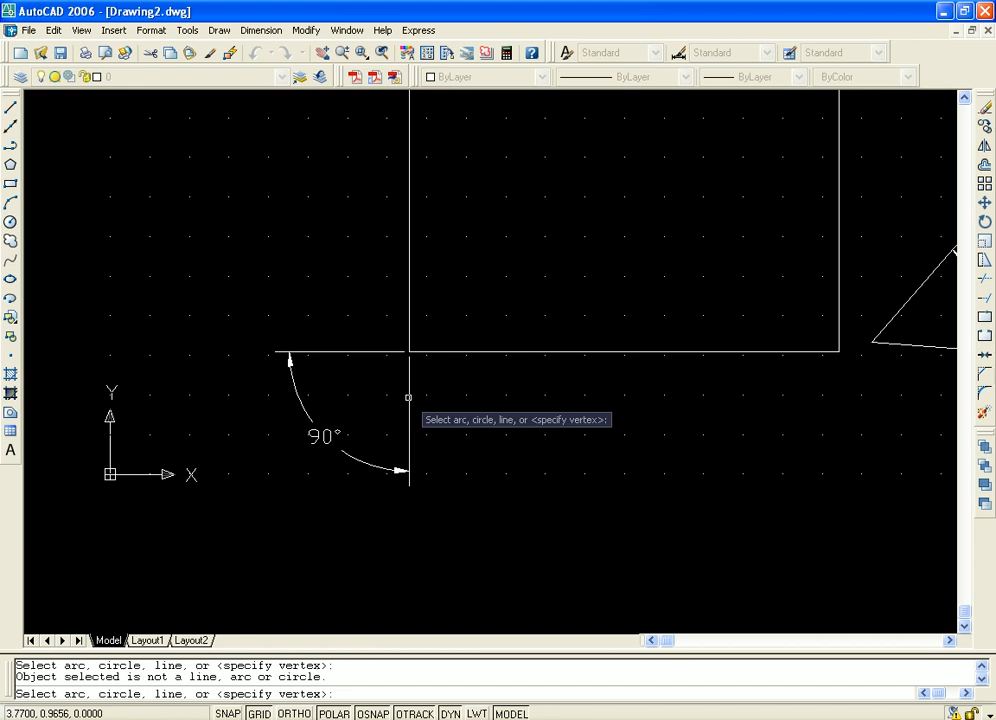 AutoCAD 2006 - [Drawing2.dwg]
File Edit View Insert Format Tools Draw Dimension Modify Window Help Express
A Standard Standard Standard
0 ByLayer ByLayer ByLayer ByColor
A
90°
Select arc, circle, line, or <specify vertex>:
Y
X
Model Layout1 Layout2
Select arc, circle, line, or <specify vertex>:
Object selected is not a line, arc or circle.
Select arc, circle, line, or <specify vertex>:
3.7700, 0.9656, 0.0000 SNAP GRID ORTHO POLAR OSNAP OTRACK DYN LWT MODEL